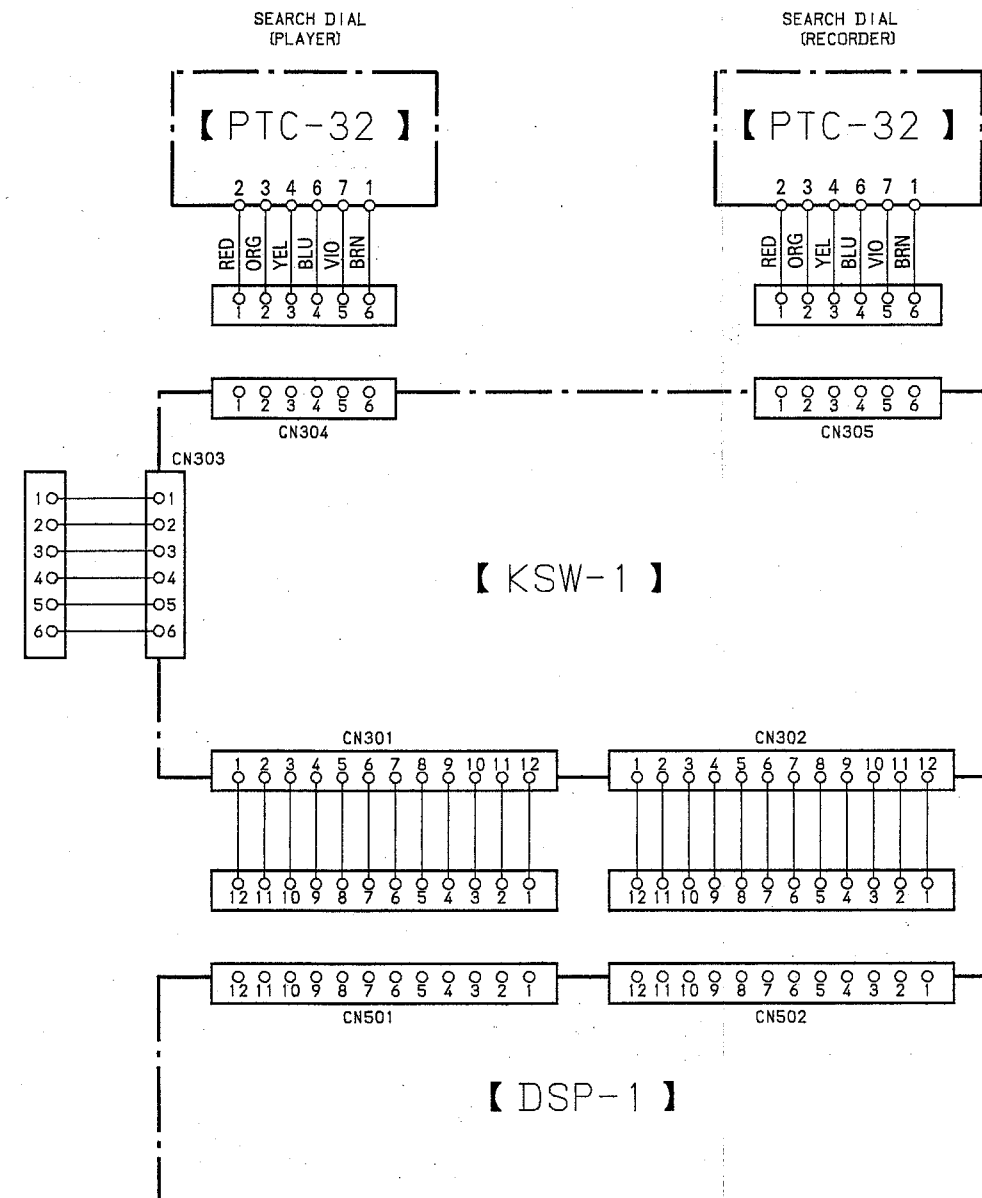 SEARCH DIAL SEARCH DIAL
(PLAYER) (RECORDER)
【 PTC-32 】 【 PTC-32 】
2 3 4 6 7 1 2 3 4 6 7 1
RED ORG YEL BLU VIO BRN RED ORG YEL BLU VIO BRN
1 2 3 4 5 6 1 2 3 4 5 6
1 2 3 4 5 6 1 2 3 4 5 6
CN304 CN305
CN303
1 1
2 2
3 3
4 4
5 5
6 6
【 KSW-1 】
CN301 CN302
1 2 3 4 5 6 7 8 9 10 11 12 1 2 3 4 5 6 7 8 9 10 11 12
12 11 10 9 8 7 6 5 4 3 2 1 12 11 10 9 8 7 6 5 4 3 2 1
12 11 10 9 8 7 6 5 4 3 2 1 12 11 10 9 8 7 6 5 4 3 2 1
CN501 CN502
【 DSP-1 】